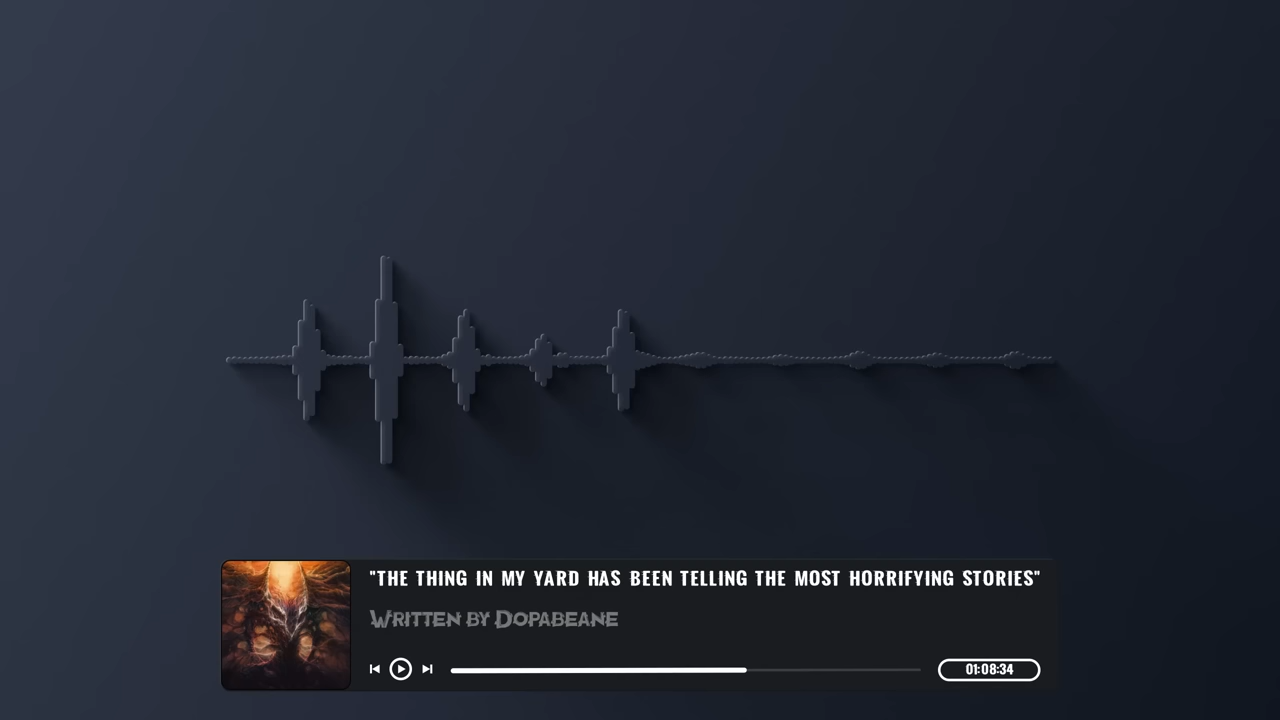 "THE THING IN MY YARD HAS BEEN TELLING THE MOST HORRIFYING STORIES"
WRITTEN BY DOPABEANE
01:08:34